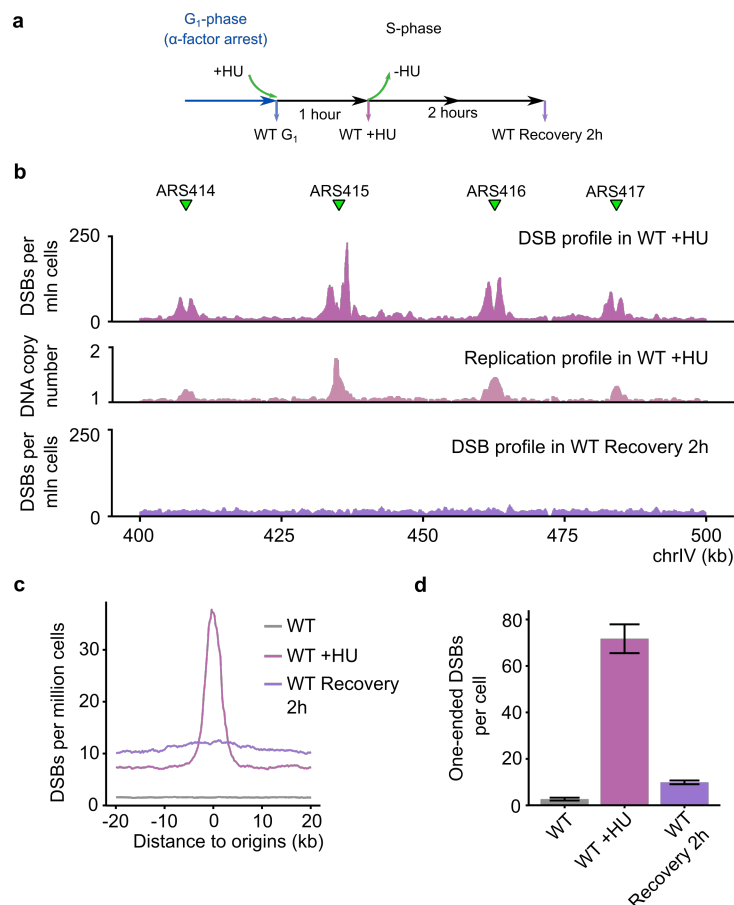 a
G1-phase
(α-factor arrest)
S-phase
+HU
-HU
1 hour
2 hours
WT G1
WT +HU
WT Recovery 2h
b
ARS414
ARS415
ARS416
ARS417
DSBs per
mln cells
250
0
DSB profile in WT +HU
DNA copy
number
2
1
Replication profile in WT +HU
DSBs per
mln cells
250
0
DSB profile in WT Recovery 2h
400
425
450
475
500
chrIV (kb)
c
DSBs per million cells
30
20
10
0
WT
WT +HU
WT Recovery
2h
-20
-10
0
10
20
Distance to origins (kb)
d
One-ended DSBs
per cell
80
60
40
20
0
WT
WT +HU
WT
Recovery 2h